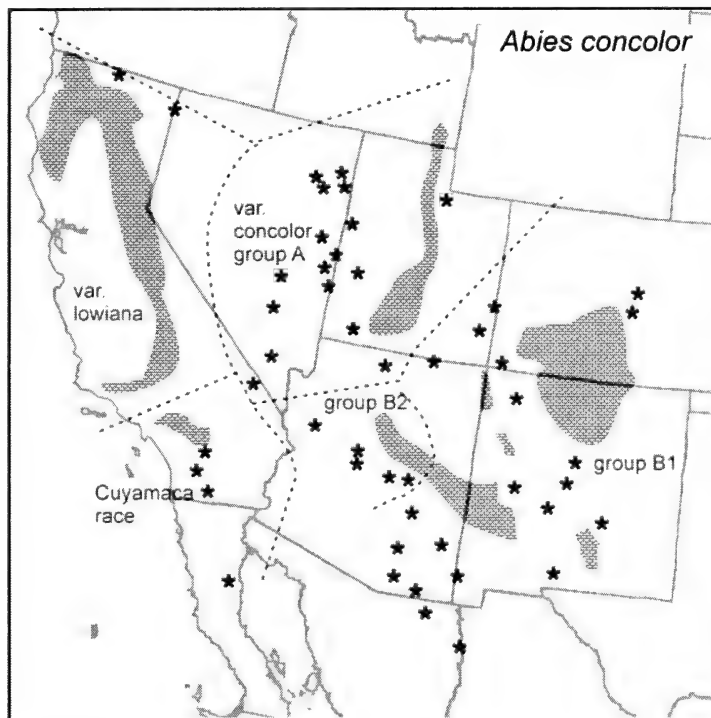 Abies concolor
var.
concolor
group A
var.
lowiana
group B2
group B1
Cuyamaca
race